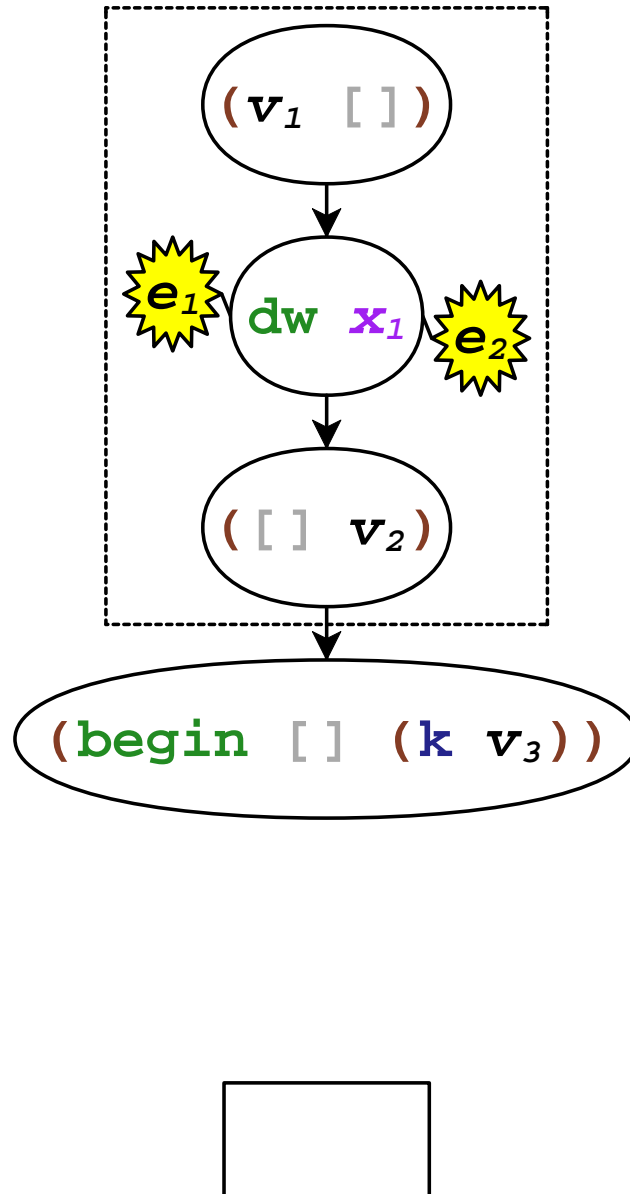 (v₁ [])
e₁
dw x₁
e₂
([] v₂)
(begin [] (k v₃))